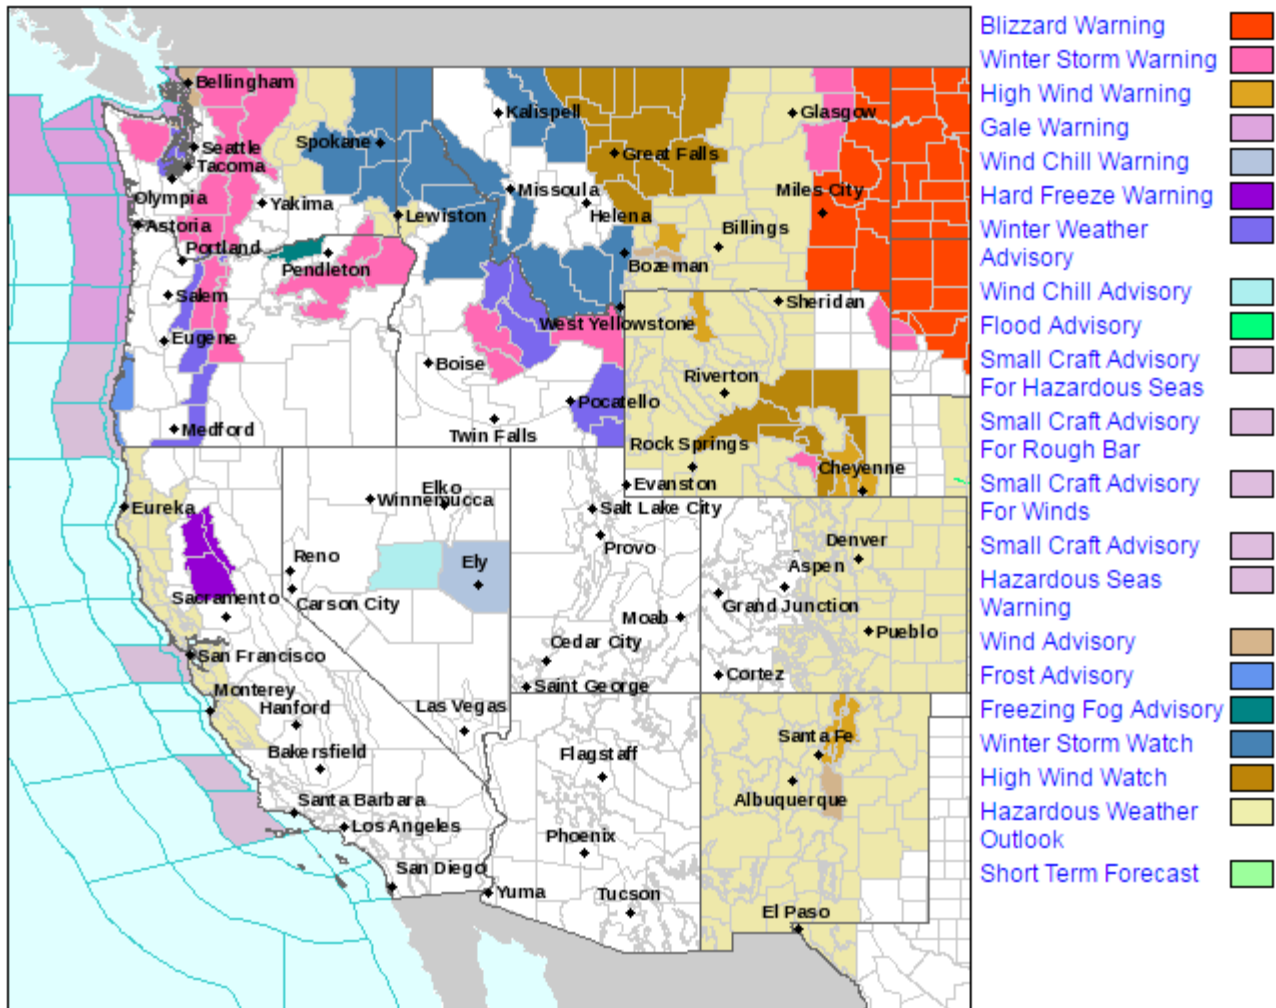 Bellingham
Kalispell
Glasgow
Spokane
Seattle
Great Falls
Tacoma
Missoula
Miles City
Olympia
Yakima
Helena
Astoria
Lewiston
Billings
Portland
Pendleton
Bozeman
Salem
Sheridan
West Yellowstone
Eugene
Boise
Riverton
Pocatello
Medford
Twin Falls
Rock Springs
Cheyenne
Evanston
Elko
Winnemucca
Eureka
Salt Lake City
Provo
Denver
Reno
Ely
Aspen
Sacramento
Carson City
Grand Junction
Moab
Pueblo
Cedar City
San Francisco
Cortez
Saint George
Monterey
Hanford
Las Vegas
Santa Fe
Flagstaff
Bakersfield
Albuquerque
Santa Barbara
Los Angeles
Phoenix
San Diego
Yuma
Tucson
El Paso
Blizzard Warning
Winter Storm Warning
High Wind Warning
Gale Warning
Wind Chill Warning
Hard Freeze Warning
Winter Weather
Advisory
Wind Chill Advisory
Flood Advisory
Small Craft Advisory
For Hazardous Seas
Small Craft Advisory
For Rough Bar
Small Craft Advisory
For Winds
Small Craft Advisory
Hazardous Seas
Warning
Wind Advisory
Frost Advisory
Freezing Fog Advisory
Winter Storm Watch
High Wind Watch
Hazardous Weather
Outlook
Short Term Forecast